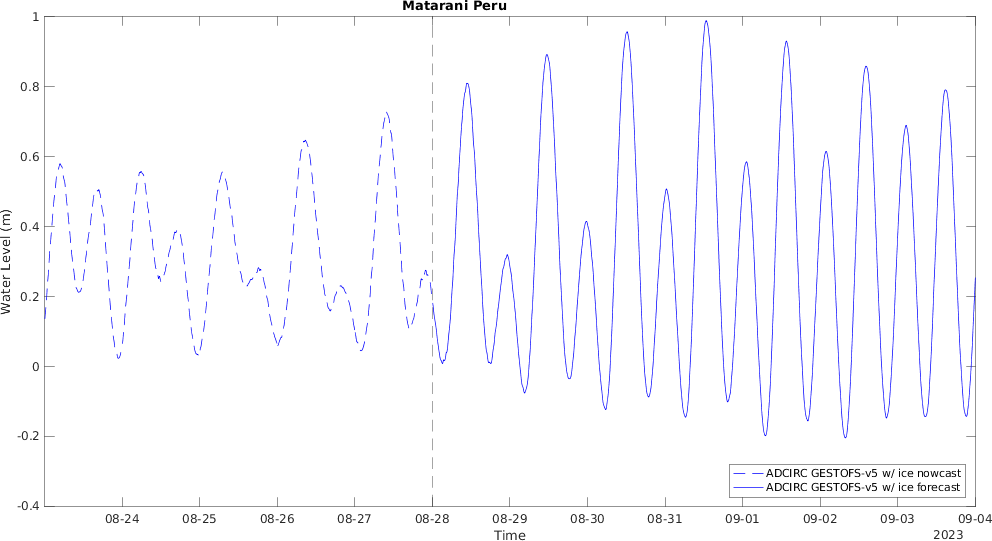 Matarani Peru
Water Level (m)
1
0.8
0.6
0.4
0.2
0
-0.2
-0.4
ADCIRC GESTOFS-v5 w/ ice nowcast
ADCIRC GESTOFS-v5 w/ ice forecast
08-24 08-25 08-26 08-27 08-28 08-29 08-30 08-31 09-01 09-02 09-03 09-04
Time
2023